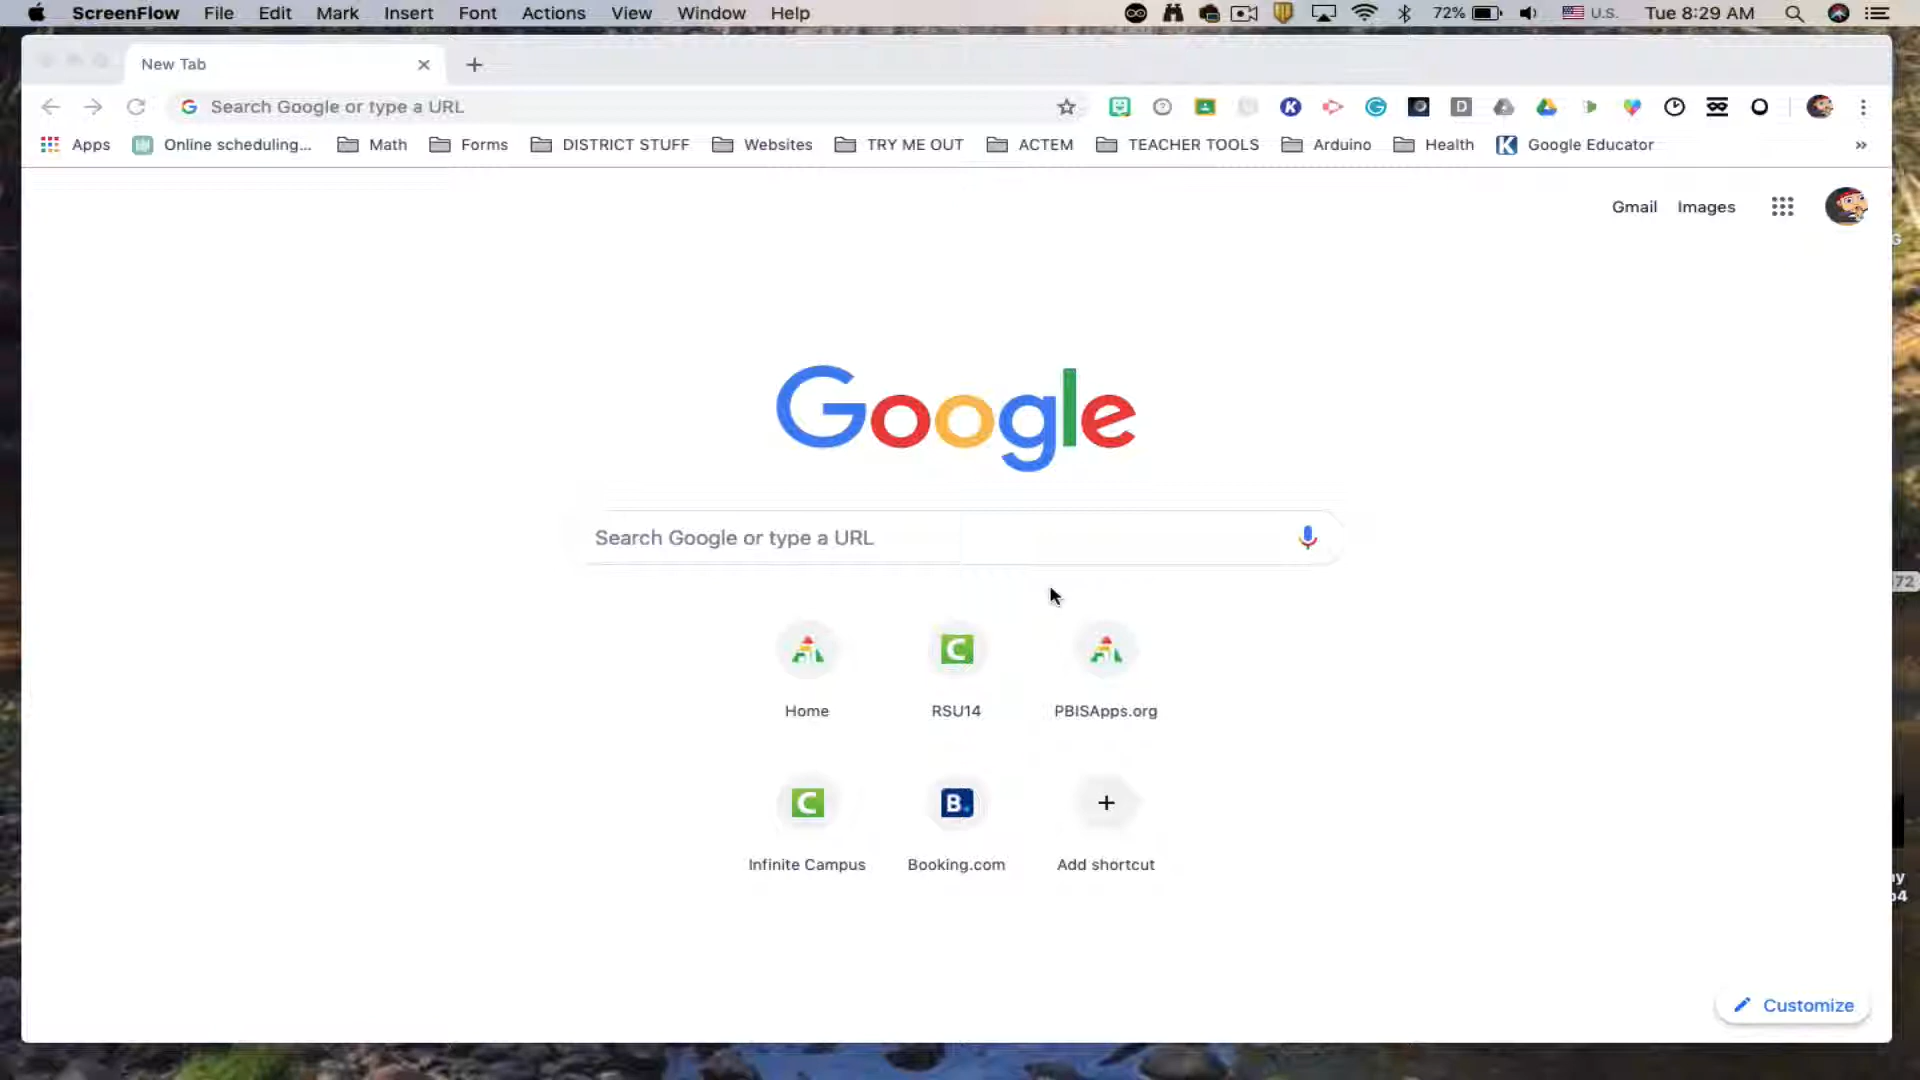 ScreenFlow File Edit Mark Insert Font Actions View Window Help 72% U.S. Tue 8:29 AM
New Tab
Search Google or type a URL
Apps Online scheduling... Math Forms DISTRICT STUFF Websites TRY ME OUT ACTEM TEACHER TOOLS Arduino Health Google Educator »
Gmail Images
G
Google
Search Google or type a URL
72
Home RSU14 PBISApps.org
Infinite Campus Booking.com Add shortcut
Customize